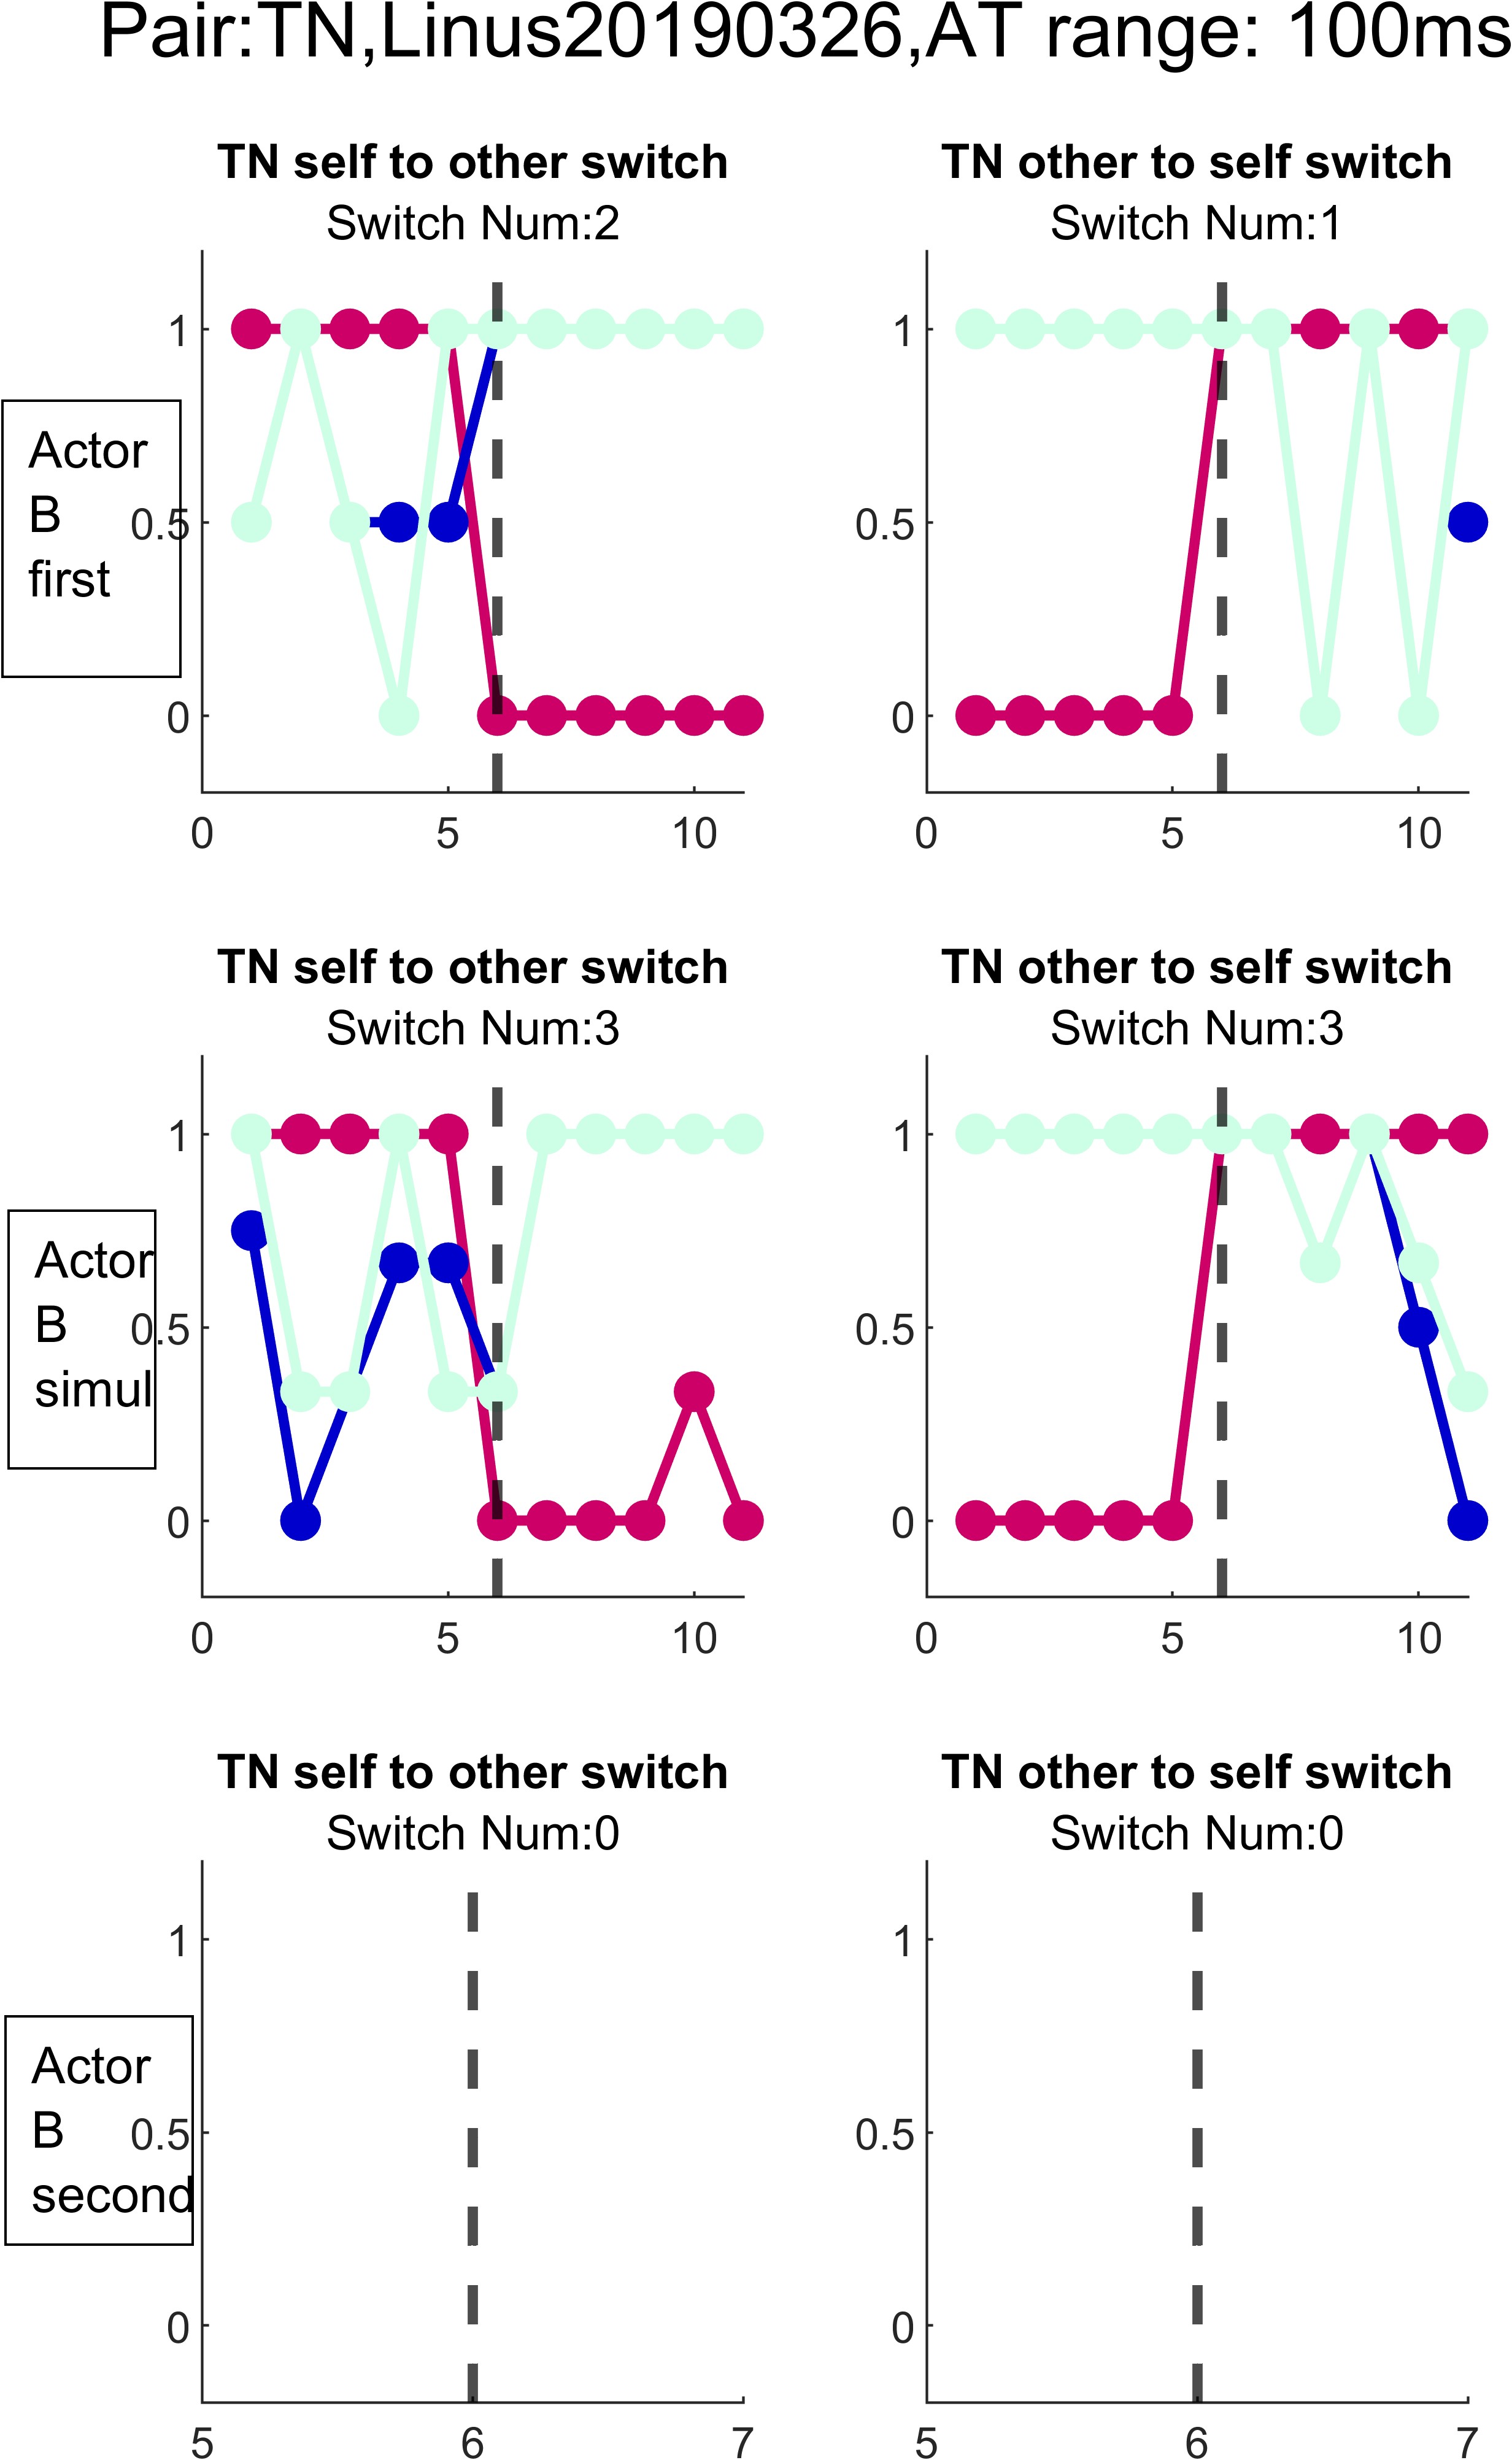 Pair:TN,Linus20190326,AT range: 100ms
TN self to other switch
Switch Num:2
TN other to self switch
Switch Num:1
Actor
B
first
1
0.5
0
0
5
10
1
0.5
0
0
5
10
TN self to other switch
Switch Num:3
TN other to self switch
Switch Num:3
Actor
B
simul
1
0.5
0
0
5
10
1
0.5
0
0
5
10
TN self to other switch
Switch Num:0
TN other to self switch
Switch Num:0
Actor
B
second
1
0.5
0
5
6
7
1
0.5
0
5
6
7